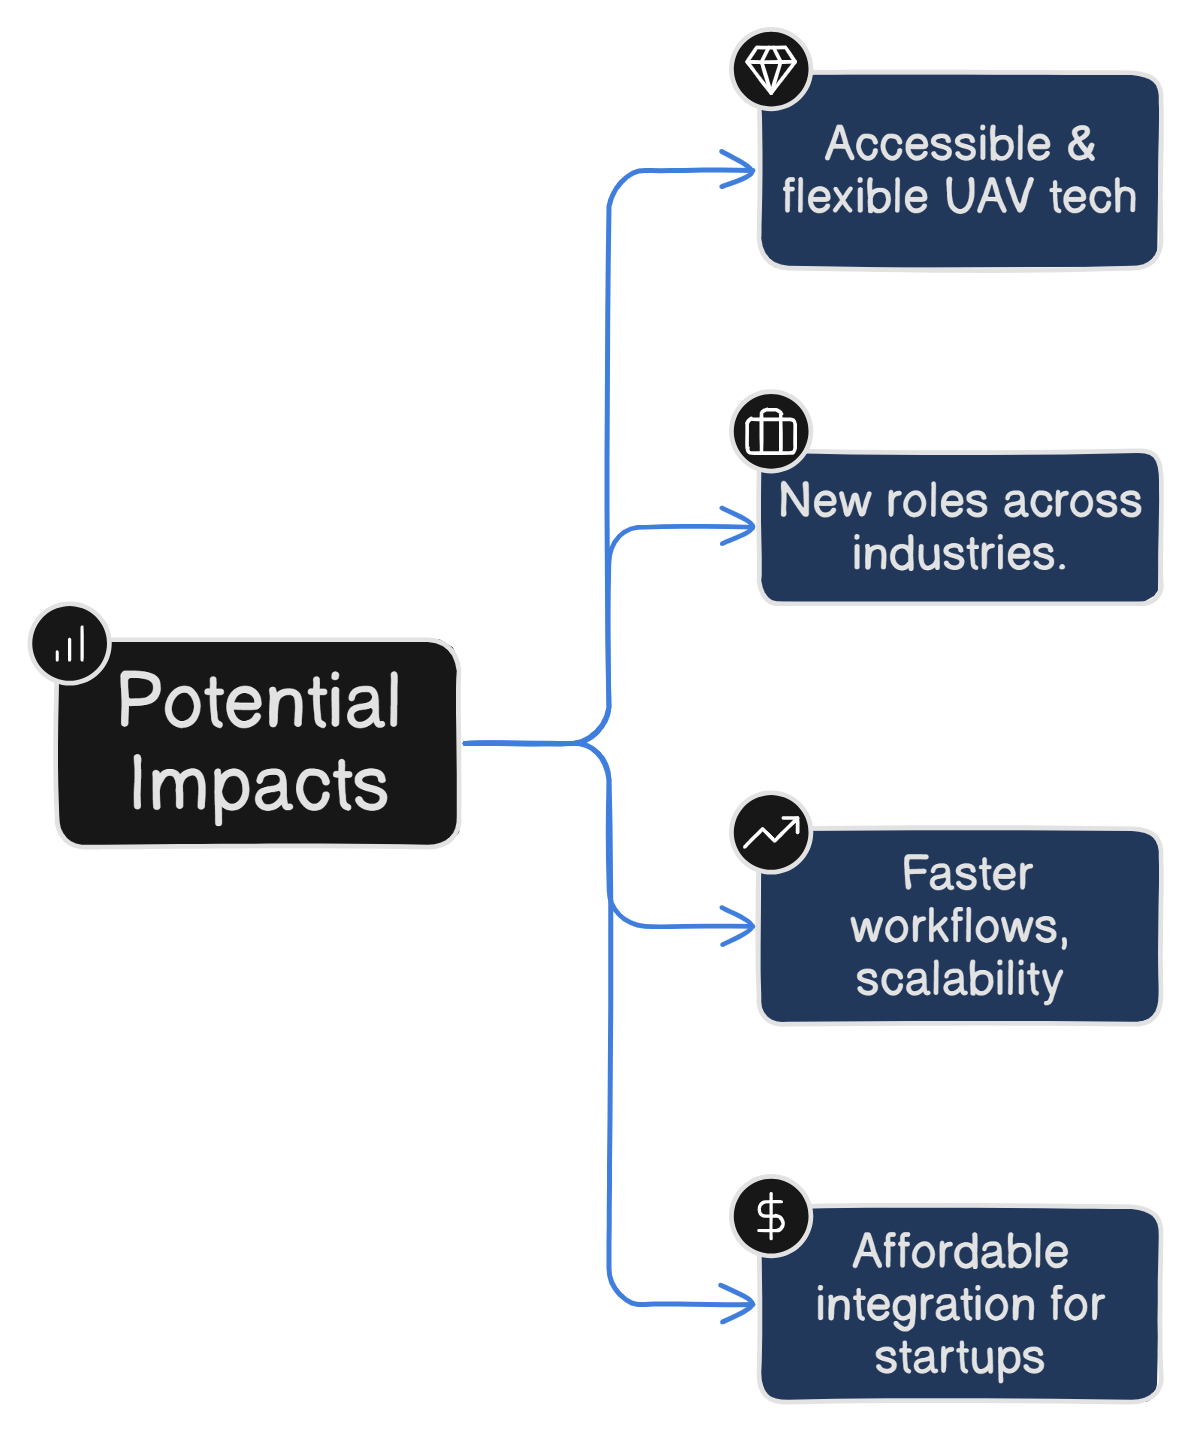 Accessible &
flexible UAV tech
New roles across
industries.
Potential
Impacts
Faster
workflows,
scalability
$
Affordable
integration for
startups